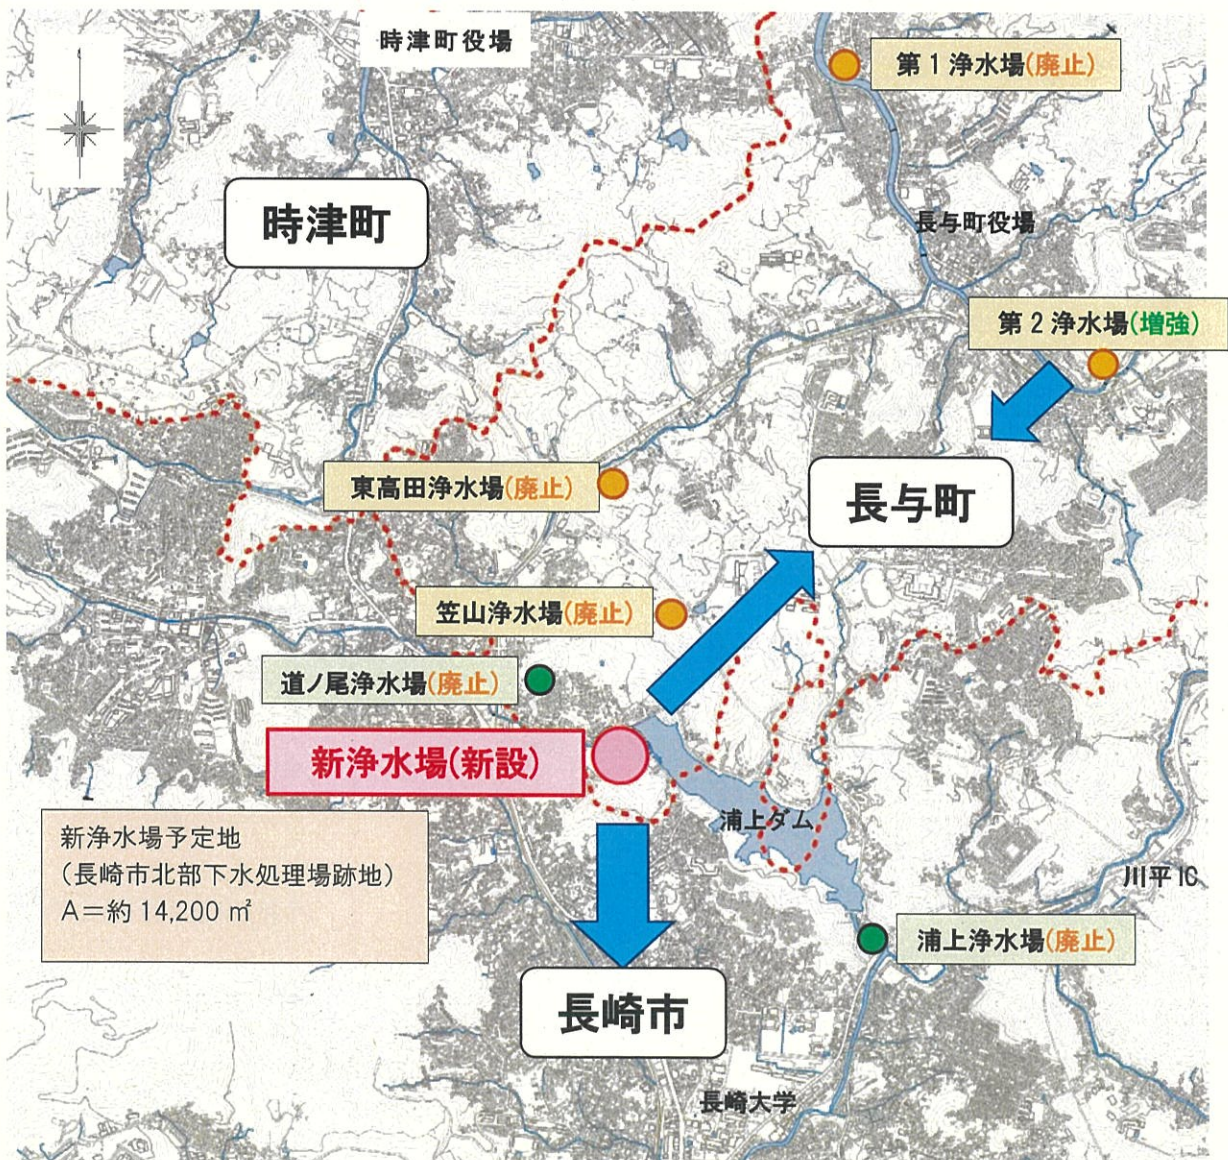 時津町役場
第1浄水場(廃止)
時津町
長与町役場
第2浄水場(増強)
東高田浄水場(廃止)
長与町
笠山浄水場(廃止)
道ノ尾浄水場(廃止)
新浄水場(新設)
浦上ダム
新浄水場予定地
(長崎市北部下水処理場跡地)
A=約14,200㎡
川平IC
浦上浄水場(廃止)
長崎市
長崎大学